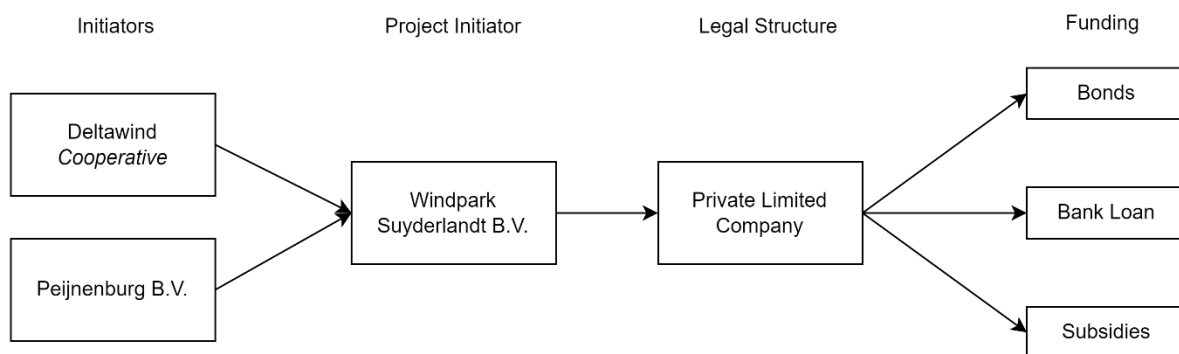 Initiators
Project Initiator
Legal Structure
Funding
Deltawind
Cooperative
Peijnenburg B.V.
Windpark
Suyderlandt B.V.
Private Limited
Company
Bonds
Bank Loan
Subsidies